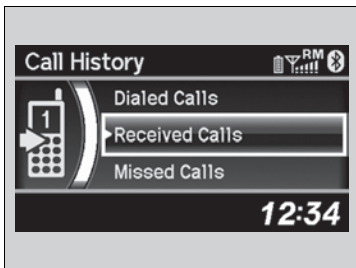 Call History
RM
Dialed Calls
1
Received Calls
Missed Calls
12:34